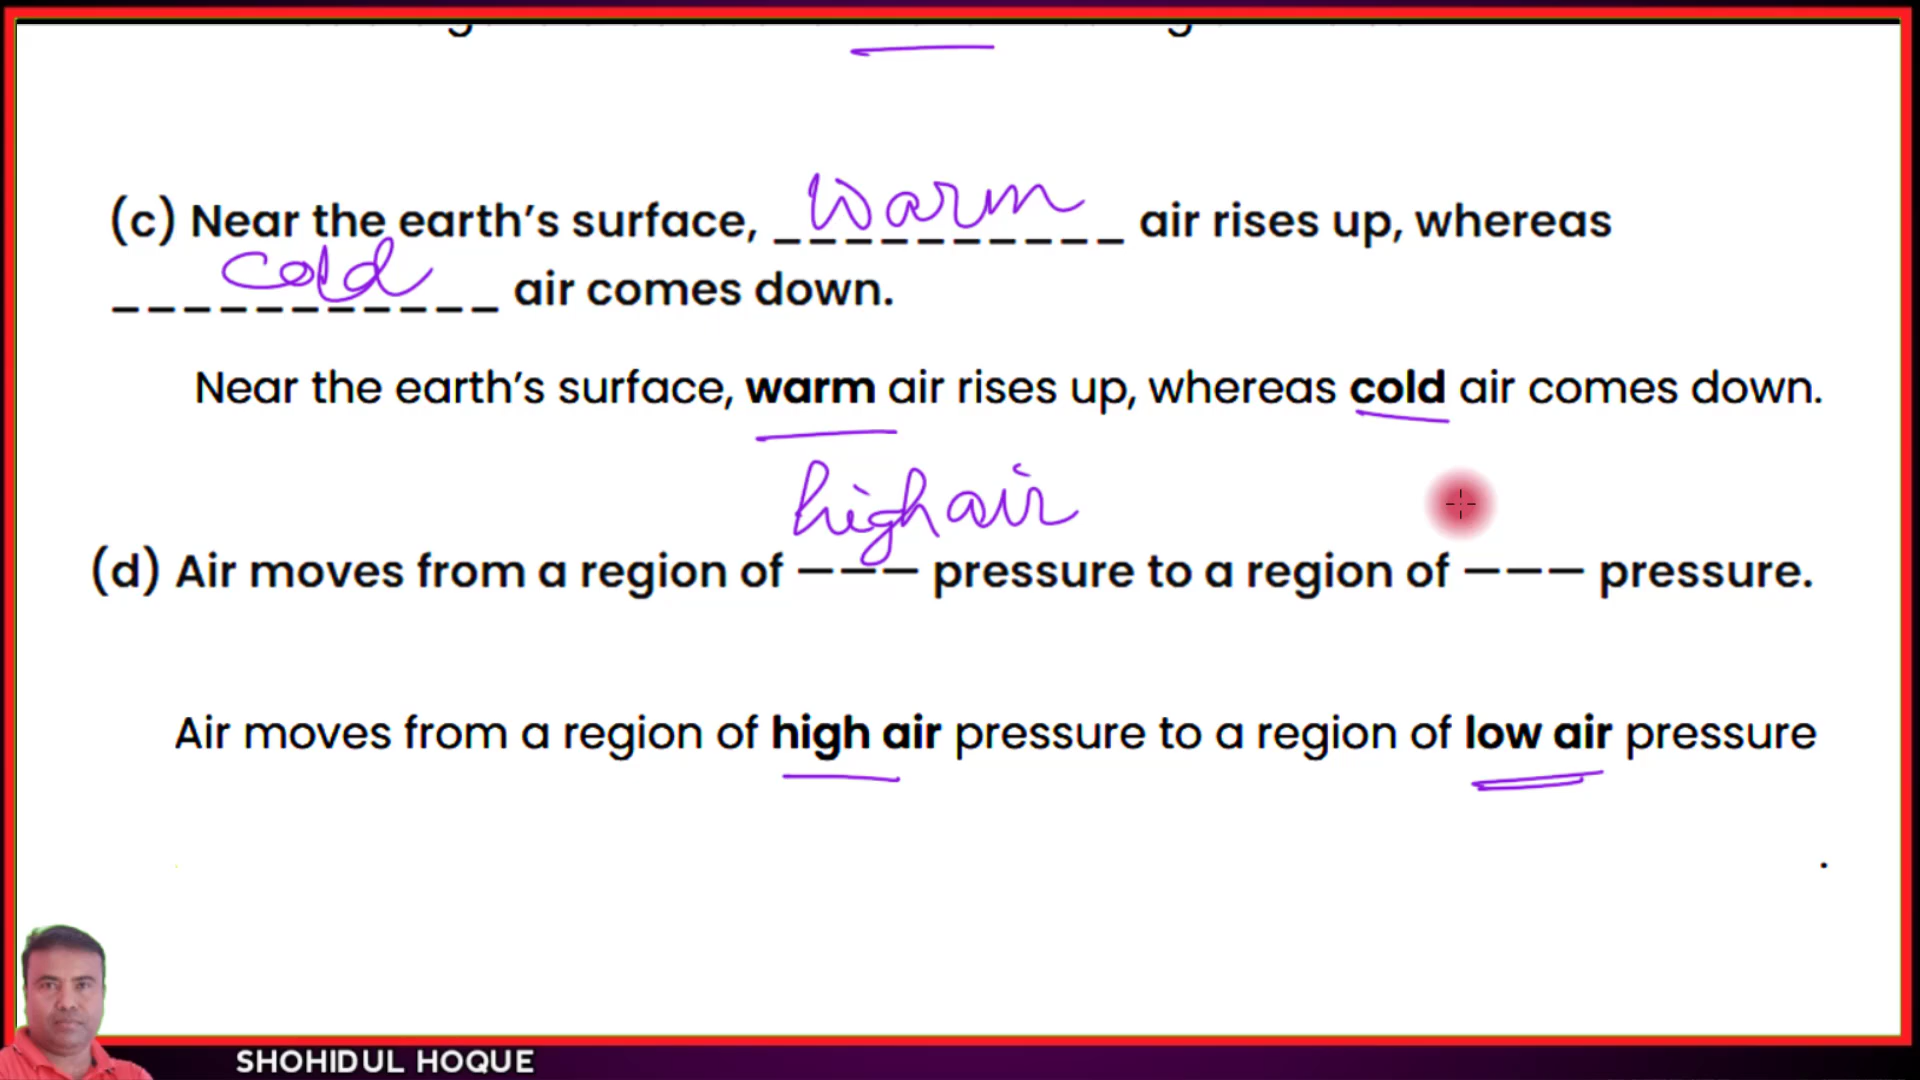 warm
(c) Near the earth's surface, __________ air rises up, whereas
cold
___________ air comes down.
Near the earth's surface, warm air rises up, whereas cold air comes down.
high air
(d) Air moves from a region of ––– pressure to a region of ––– pressure.
Air moves from a region of high air pressure to a region of low air pressure
.
SHOHIDUL HOQUE